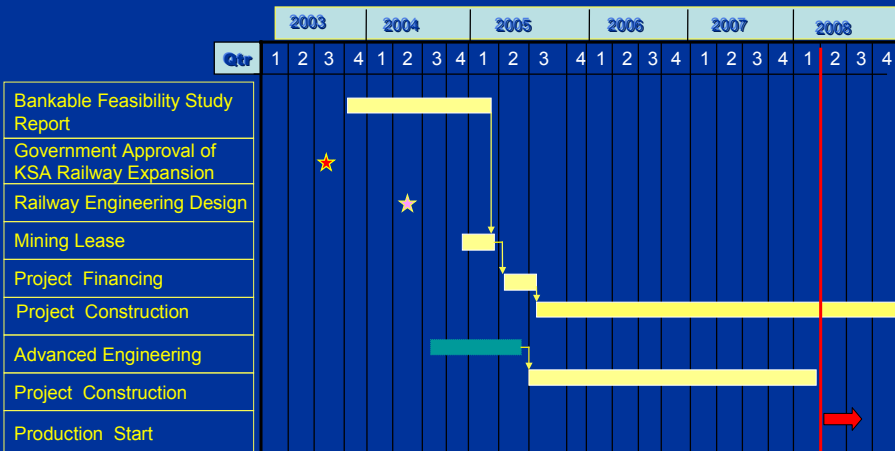 2003 2004 2005 2006 2007 2008
Qtr 1 2 3 4 1 2 3 4 1 2 3 4 1 2 3 4 1 2 3 4 1 2 3 4
Bankable Feasibility Study
Report
Government Approval of
KSA Railway Expansion
Railway Engineering Design
Mining Lease
Project Financing
Project Construction
Advanced Engineering
Project Construction
Production Start